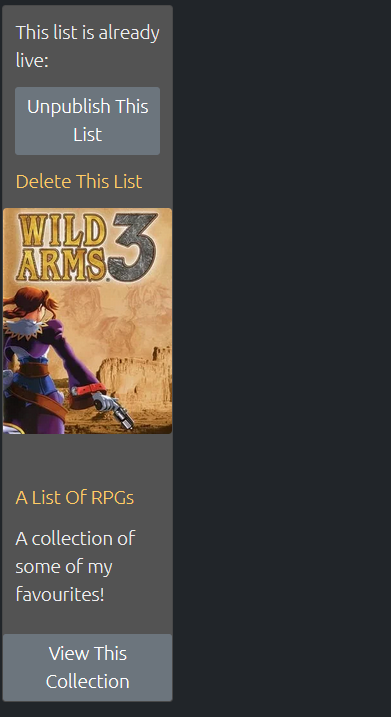 This list is already
live:
Unpublish This
List
Delete This List
WILD
ARMS 3
A List Of RPGs
A collection of
some of my
favourites!
View This
Collection